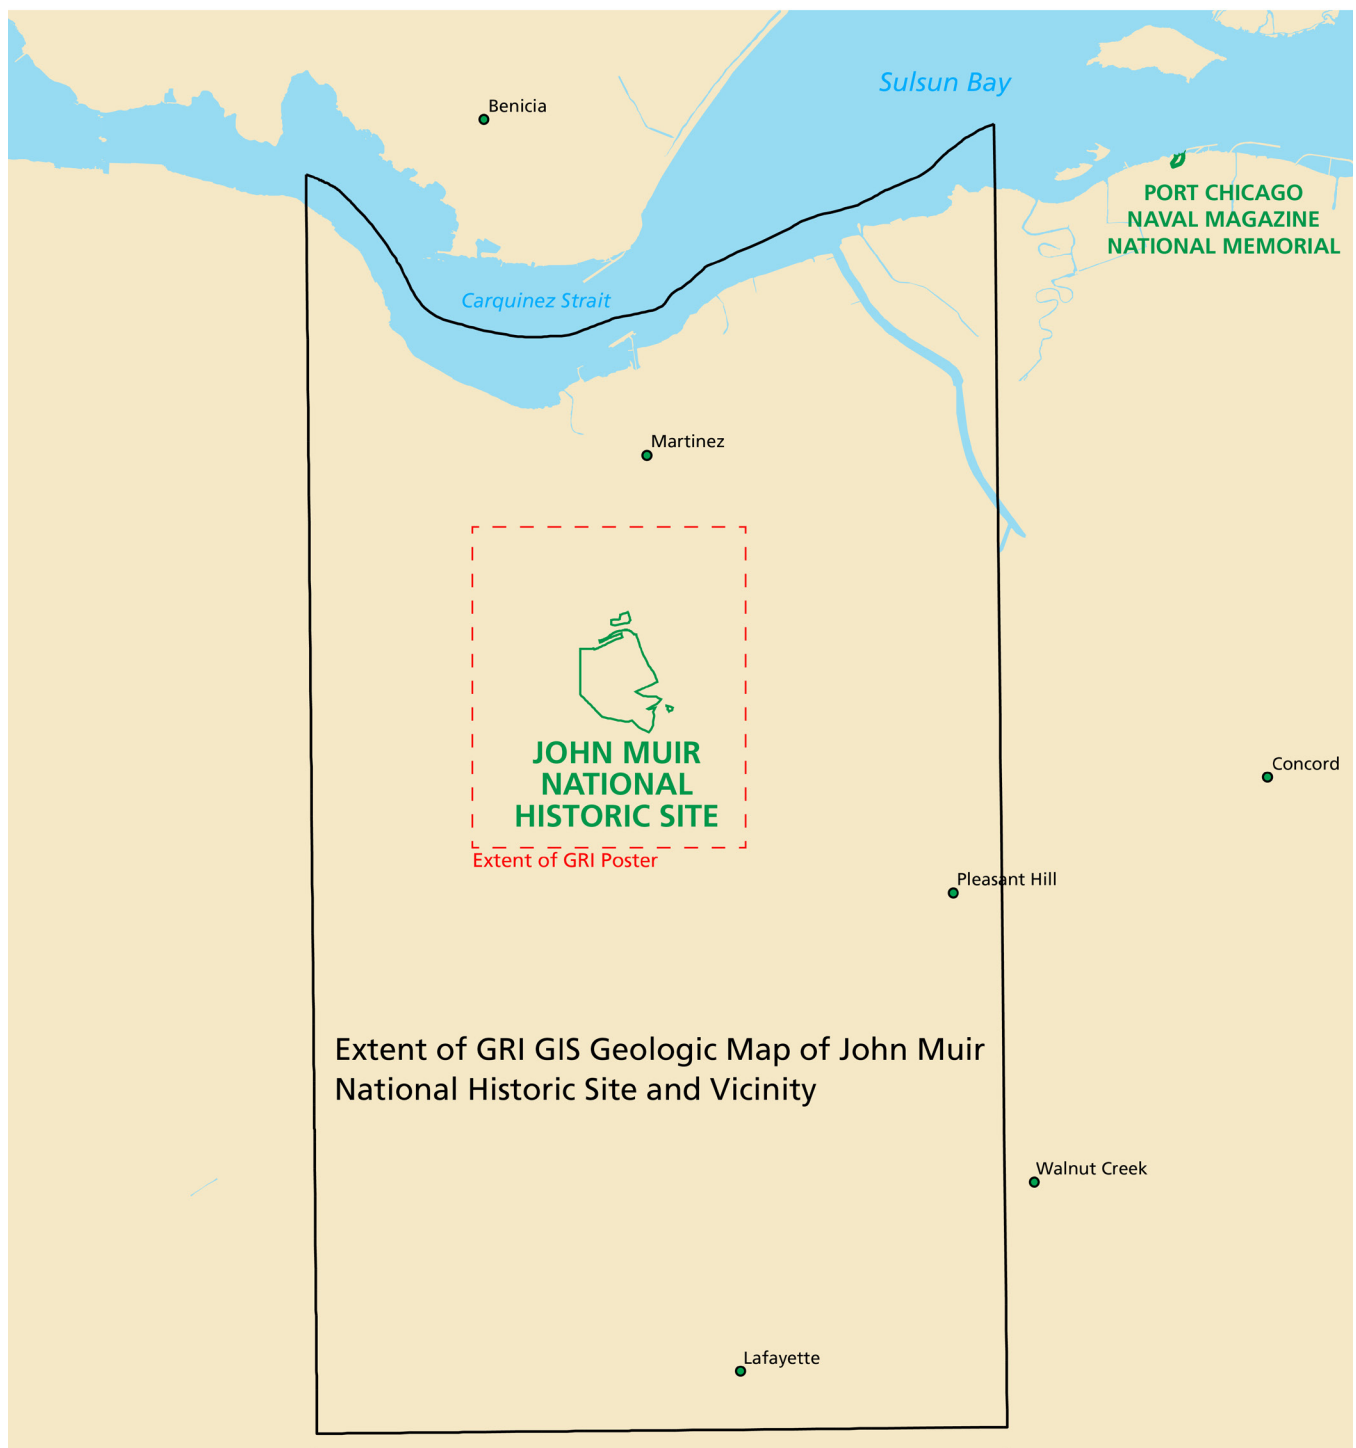 Sulsun Bay
Benicia
PORT CHICAGO
NAVAL MAGAZINE
NATIONAL MEMORIAL
Carquinez Strait
Martinez
JOHN MUIR
NATIONAL
HISTORIC SITE
Extent of GRI Poster
Concord
Pleasant Hill
Extent of GRI GIS Geologic Map of John Muir
National Historic Site and Vicinity
Walnut Creek
Lafayette